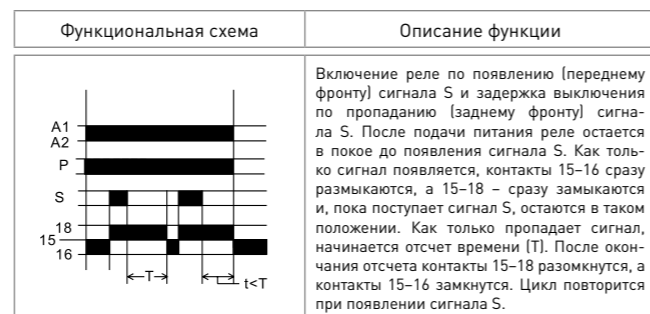 Функциональная схема
Описание функции
A1
A2
P
S
18
15
16
T
t<T
Включение реле по появлению (переднему
фронту) сигнала S и задержка выключения
по пропаданию (заднему фронту) сигна-
ла S. После подачи питания реле остается
в покое до появления сигнала S. Как толь-
ко сигнал появляется, контакты 15–16 сразу
размыкаются, а 15–18 – сразу замыкаются
и, пока поступает сигнал S, остаются в таком
положении. Как только пропадает сигнал,
начинается отсчет времени (T). После окон-
чания отсчета контакты 15–18 разомкнутся, а
контакты 15–16 замкнутся. Цикл повторится
при появлении сигнала S.